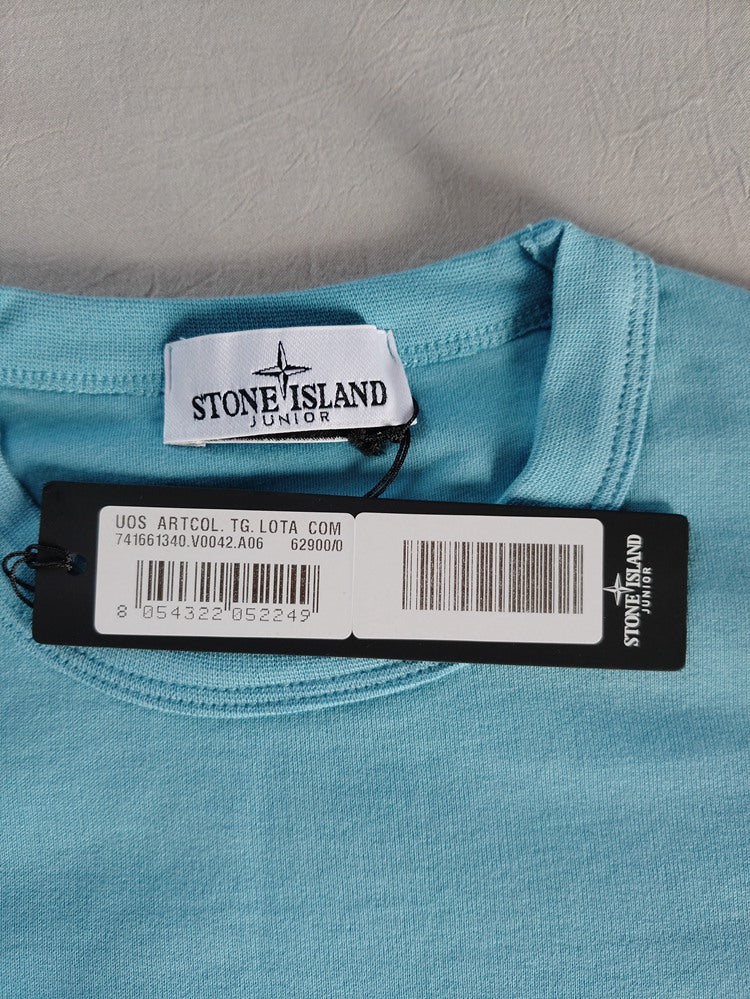 STONE ISLAND
JUNIOR
UOS ARTCOL. TG. LOTA COM
741661340.V0042.A06 62900/0
8 054322 052249
STONE ISLAND
JUNIOR